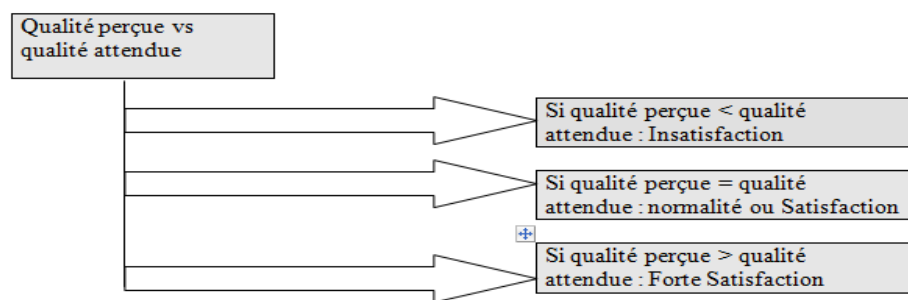 Qualité perçue vs
qualité attendue
Si qualité perçue < qualité
attendue : Insatisfaction
Si qualité perçue = qualité
attendue : normalité ou Satisfaction
Si qualité perçue > qualité
attendue : Forte Satisfaction